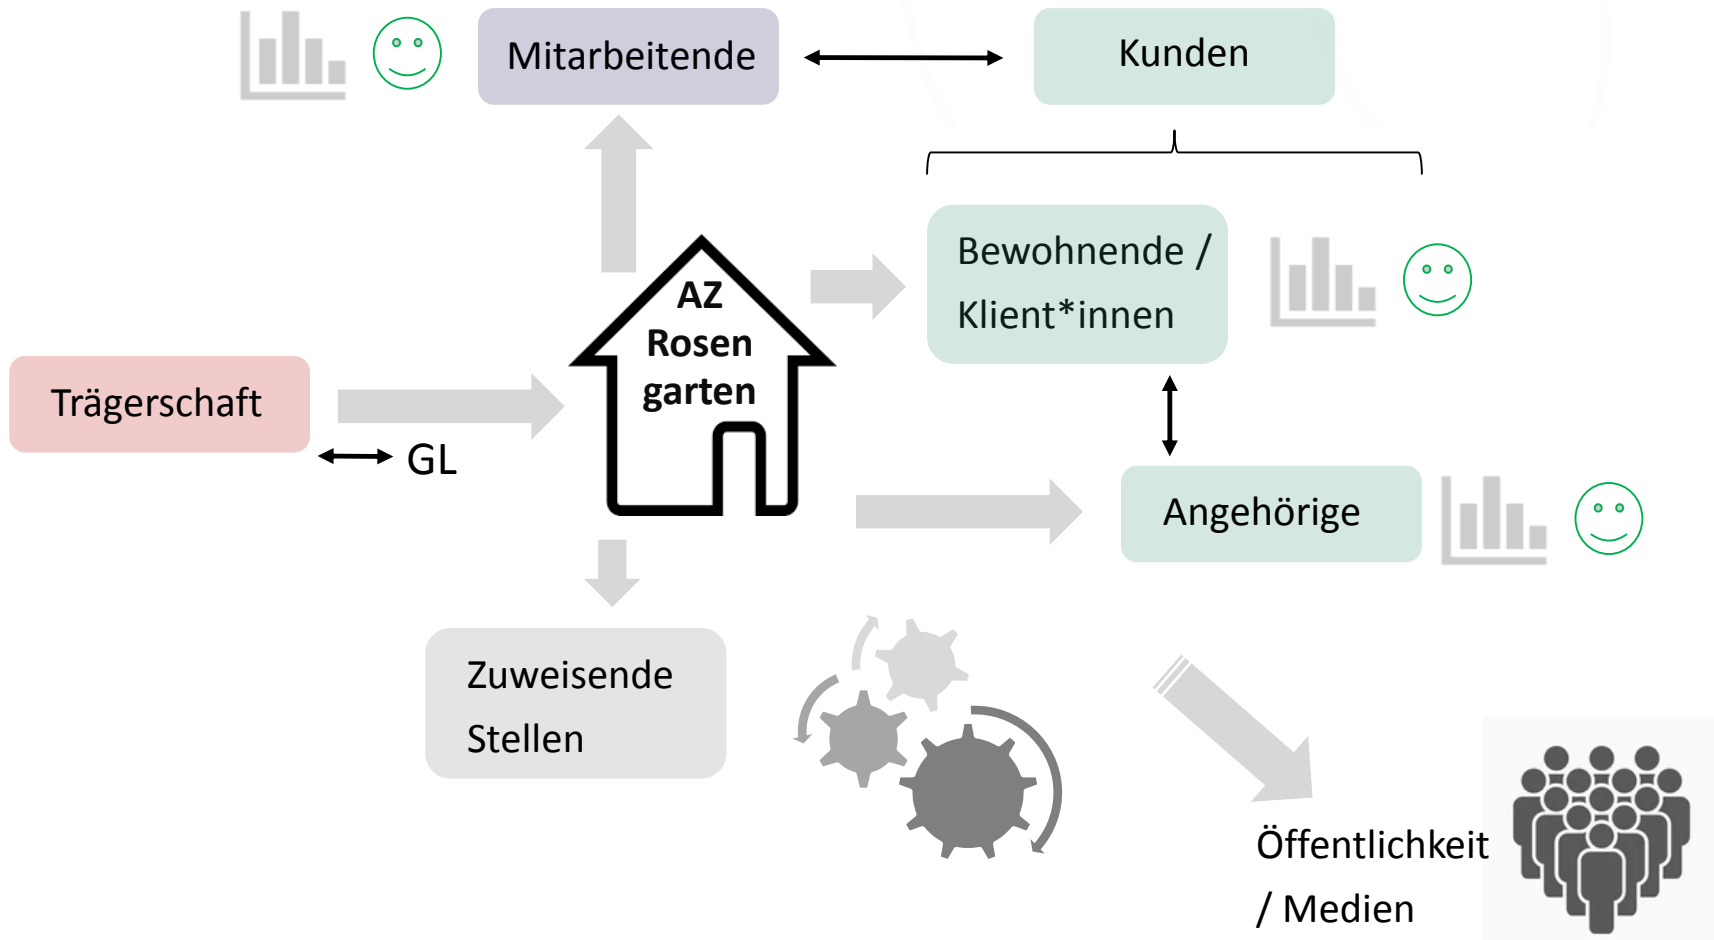 Mitarbeitende
Kunden
Bewohnende /
Klient*innen
AZ
Rosen
garten
Trägerschaft
GL
Angehörige
Zuweisende
Stellen
Öffentlichkeit
/ Medien